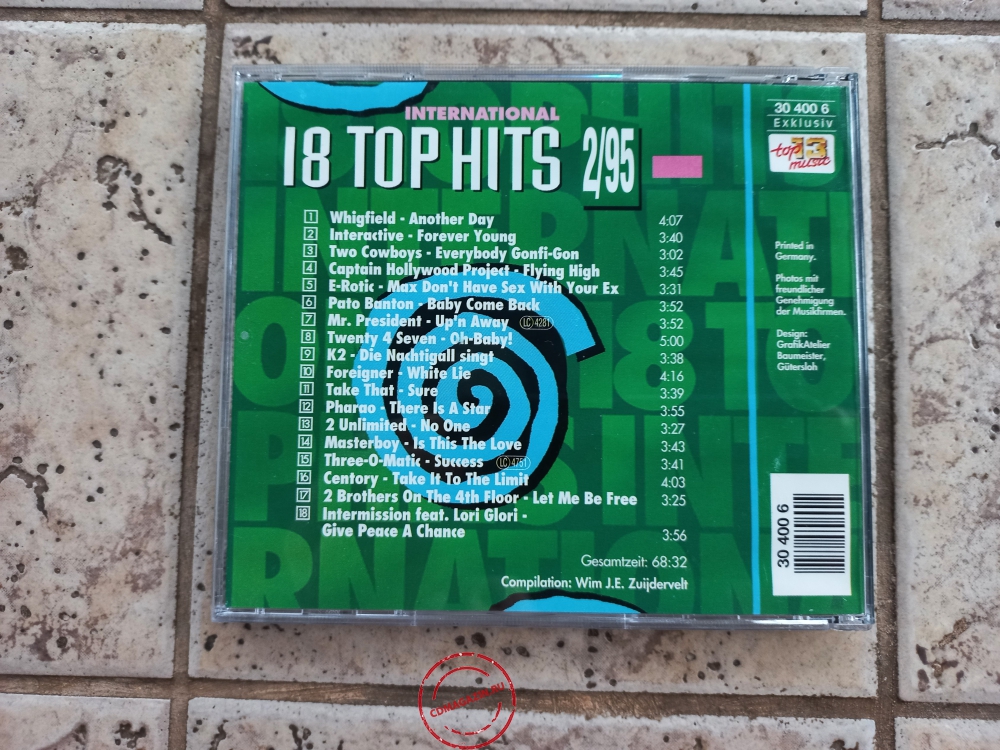 INTERNATIONAL
18 TOP HITS 2/95
1 Whigfield - Another Day 4:07
2 Interactive - Forever Young 3:40
3 Two Cowboys - Everybody Gonfi-Gon 3:02
4 Captain Hollywood Project - Flying High 3:45
5 E-Rotic - Max Don't Have Sex With Your Ex 3:31
6 Pato Banton - Baby Come Back 3:52
7 Mr. President - Up'n Away LC 4281 3:52
8 Twenty 4 Seven - Oh-Baby! 5:00
9 K2 - Die Nachtigall singt 3:38
10 Foreigner - White Lie 4:16
11 Take That - Sure 3:39
12 Pharao - There Is A Star 3:55
13 2 Unlimited - No One 3:27
14 Masterboy - Is This The Love 3:43
15 Three-O-Matic - Success LC 4751 3:41
16 Centory - Take It To The Limit 4:03
17 2 Brothers On The 4th Floor - Let Me Be Free 3:25
18 Intermission feat. Lori Glori -
Give Peace A Chance 3:56
Gesamtzeit: 68:32
Compilation: Wim J.E. Zuijdervelt
30 400 6
Exklusiv
top 13
music
Printed in
Germany.
Photos mit
freundlicher
Genehmigung
der Musikfirmen.
Design:
GrafikAtelier
Baumeister,
Gütersloh
30 400 6